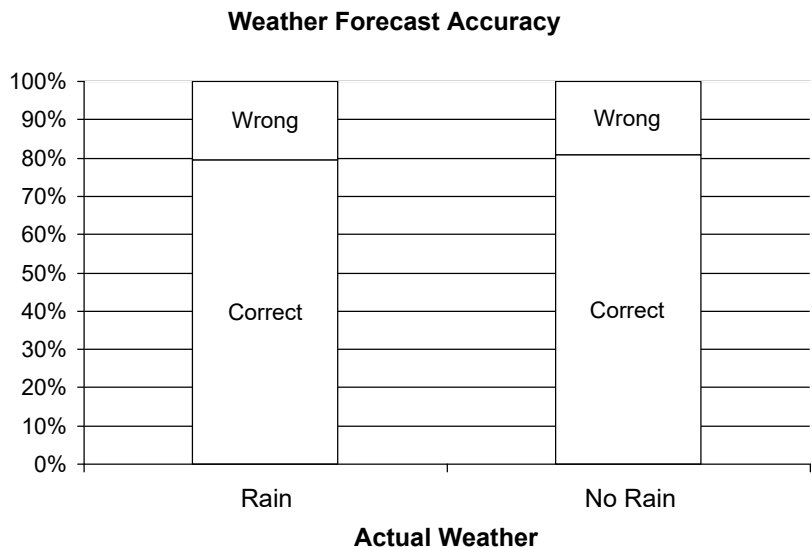 Weather Forecast Accuracy
100%
90%
80%
70%
60%
50%
40%
30%
20%
10%
0%
Wrong
Wrong
Correct
Correct
Rain
No Rain
Actual Weather